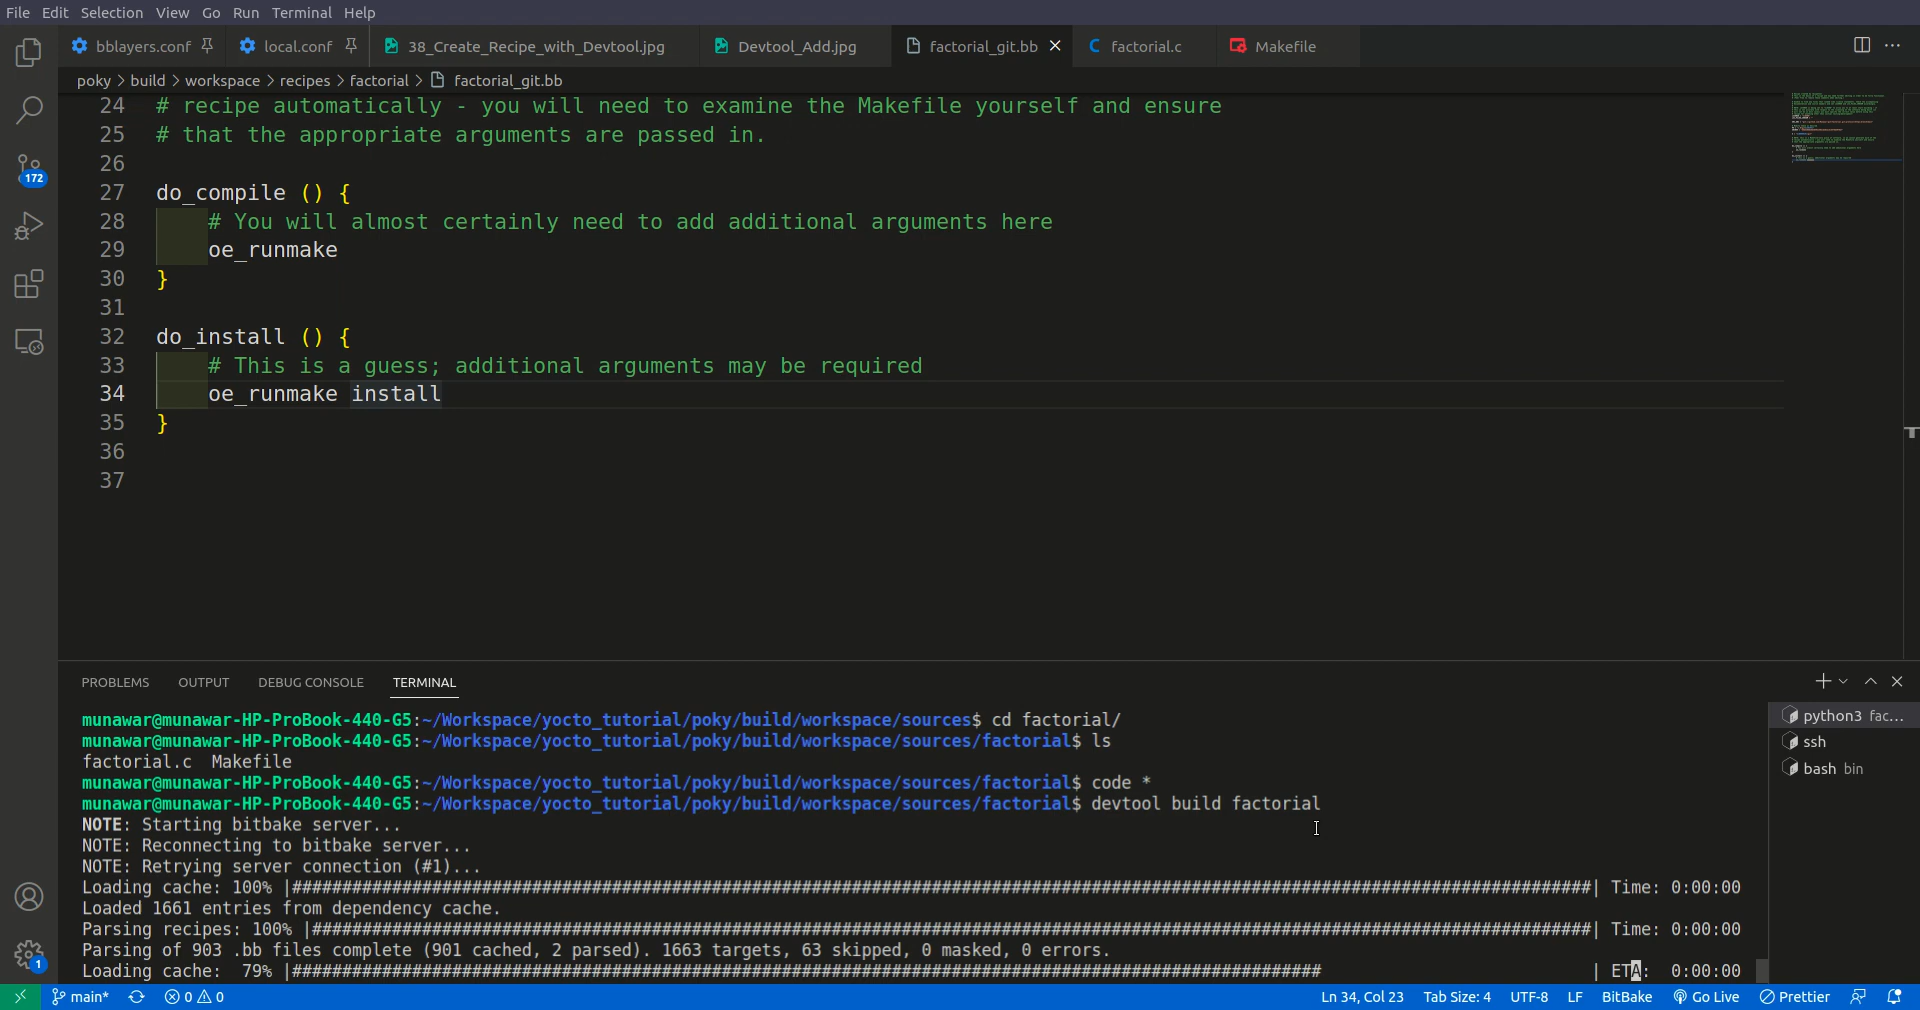 File Edit Selection View Go Run Terminal Help
bblayers.conf local.conf 38_Create_Recipe_with_Devtool.jpg Devtool_Add.jpg factorial_git.bb C factorial.c Makefile
poky > build > workspace > recipes > factorial > factorial_git.bb
24 # recipe automatically - you will need to examine the Makefile yourself and ensure
25 # that the appropriate arguments are passed in.
26
27 do_compile () {
28 # You will almost certainly need to add additional arguments here
29 oe_runmake
30 }
31
32 do_install () {
33 # This is a guess; additional arguments may be required
34 oe_runmake install
35 }
36
37
172
PROBLEMS OUTPUT DEBUG CONSOLE TERMINAL
munawar@munawar-HP-ProBook-440-G5:~/Workspace/yocto_tutorial/poky/build/workspace/sources$ cd factorial/
munawar@munawar-HP-ProBook-440-G5:~/Workspace/yocto_tutorial/poky/build/workspace/sources/factorial$ ls
factorial.c Makefile
munawar@munawar-HP-ProBook-440-G5:~/Workspace/yocto_tutorial/poky/build/workspace/sources/factorial$ code *
munawar@munawar-HP-ProBook-440-G5:~/Workspace/yocto_tutorial/poky/build/workspace/sources/factorial$ devtool build factorial
NOTE: Starting bitbake server...
NOTE: Reconnecting to bitbake server...
NOTE: Retrying server connection (#1)...
Loading cache: 100% |##################################################################################################################################| Time: 0:00:00
Loaded 1661 entries from dependency cache.
Parsing recipes: 100% |################################################################################################################################| Time: 0:00:00
Parsing of 903 .bb files complete (901 cached, 2 parsed). 1663 targets, 63 skipped, 0 masked, 0 errors.
Loading cache: 79% |####################################################################################################### | ETA: 0:00:00
python3 fac...
ssh
bash bin
1
main* 0 0 Ln 34, Col 23 Tab Size: 4 UTF-8 LF BitBake Go Live Prettier